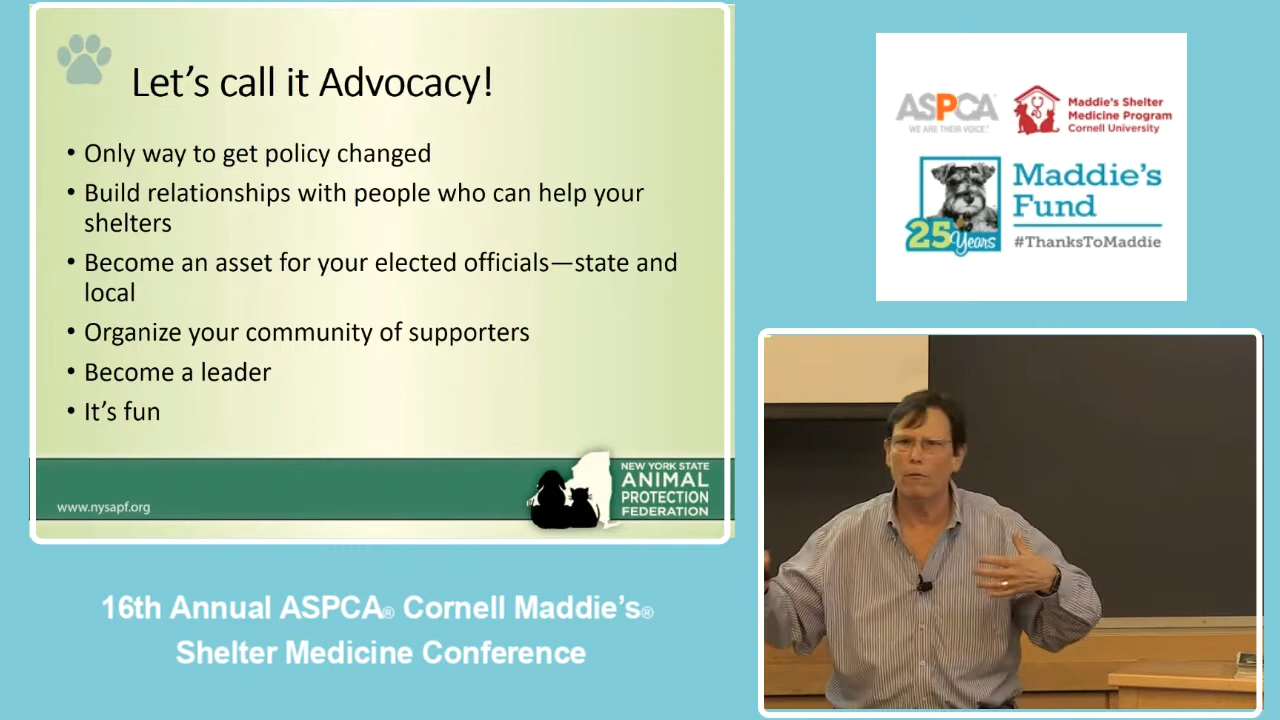 Let's call it Advocacy!
• Only way to get policy changed
• Build relationships with people who can help your
shelters
• Become an asset for your elected officials—state and
local
• Organize your community of supporters
• Become a leader
• It's fun
www.nysapf.org
NEW YORK STATE
ANIMAL
PROTECTION
FEDERATION
16th Annual ASPCA® Cornell Maddie's®
Shelter Medicine Conference
ASPCA®
WE ARE THEIR VOICE™
Maddie's Shelter
Medicine Program
Cornell University
25 Years
Maddie's
Fund
#ThanksToMaddie